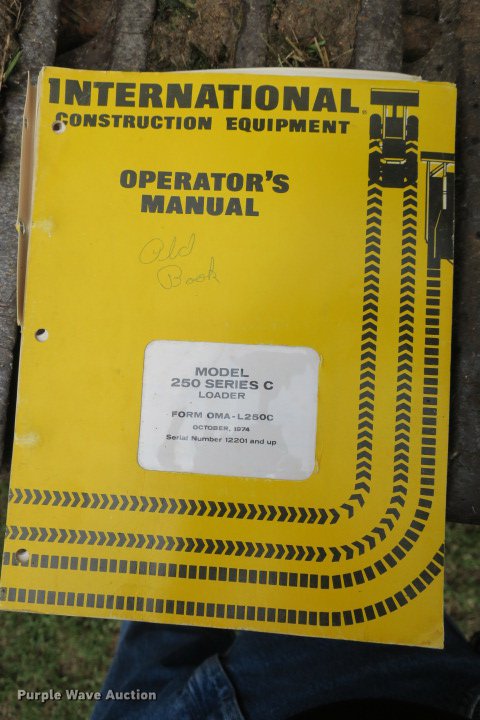 INTERNATIONAL®
CONSTRUCTION EQUIPMENT
OPERATOR'S
MANUAL
Old
Book
MODEL
250 SERIES C
LOADER
FORM OMA-L250C
OCTOBER, 1974
Serial Number 12201 and up
Purple Wave Auction